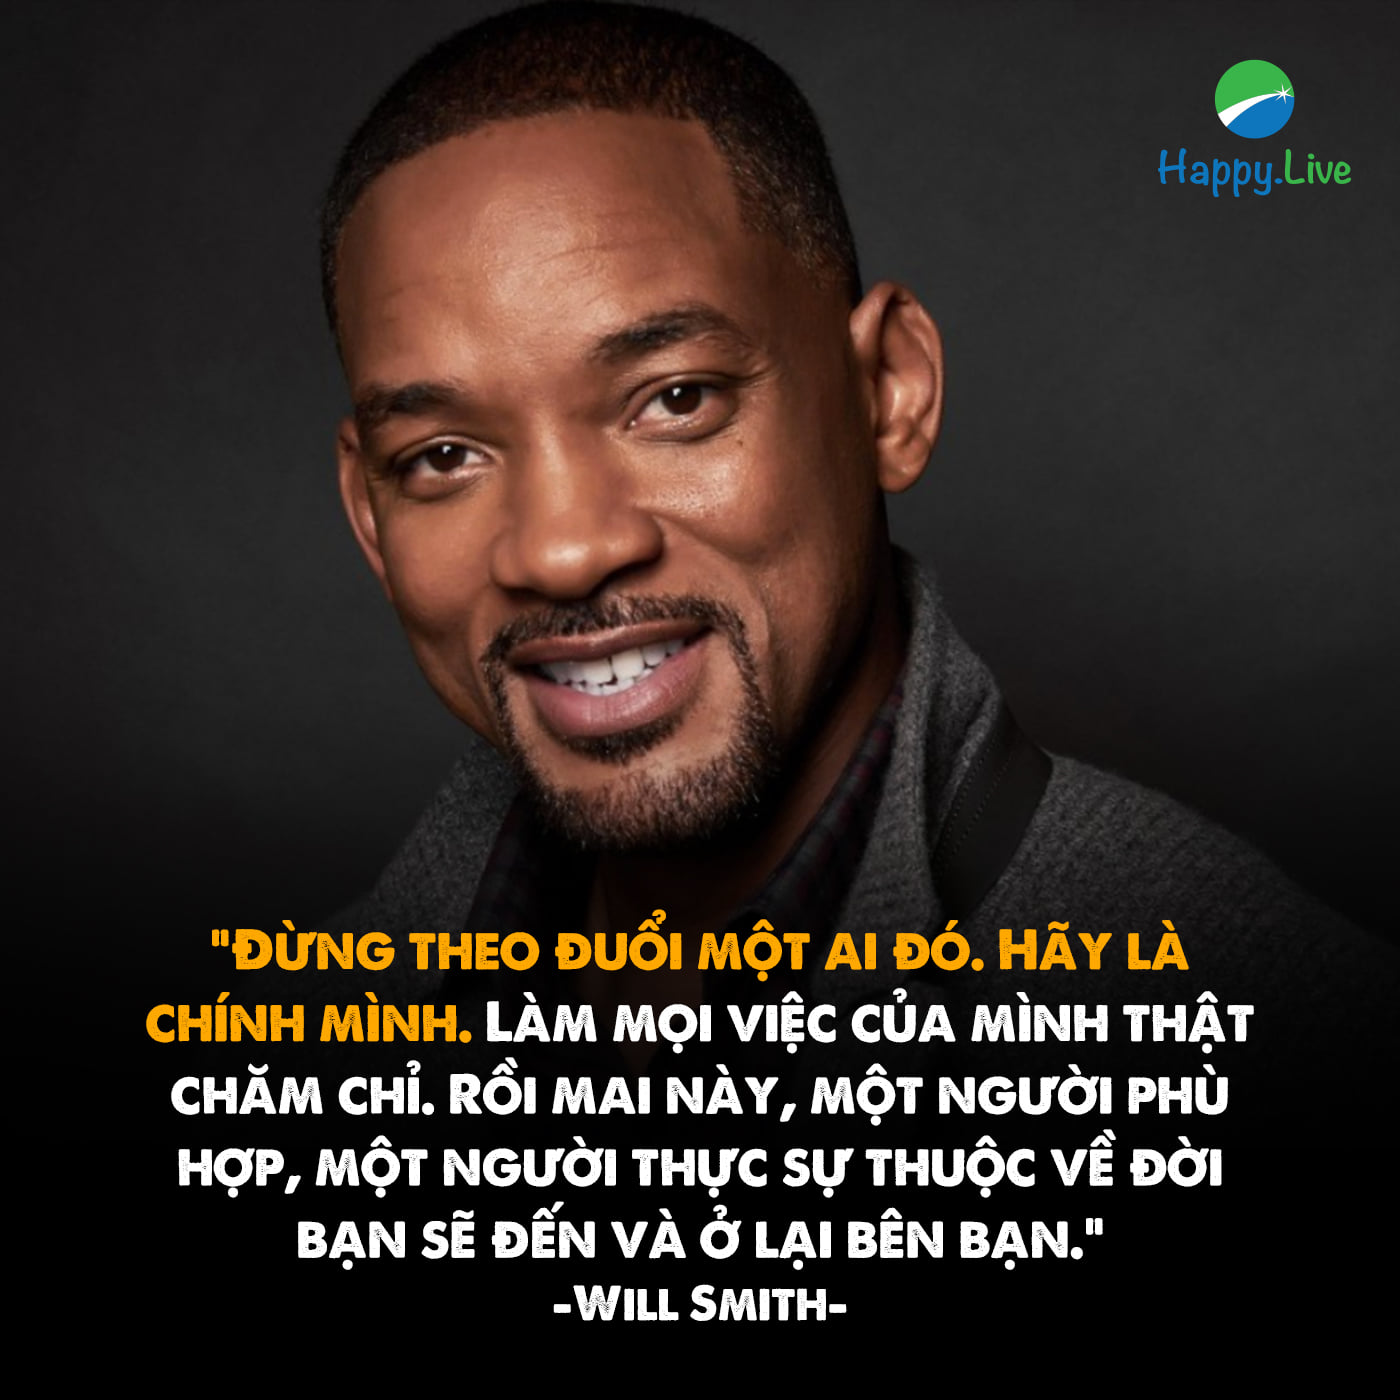 Happy.Live
"Đừng theo đuổi một ai đó. Hãy là
chính mình. Làm mọi việc của mình thật
chăm chỉ. Rồi mai này, một người phù
hợp, một người thực sự thuộc về đời
bạn sẽ đến và ở lại bên bạn."
-Will Smith-